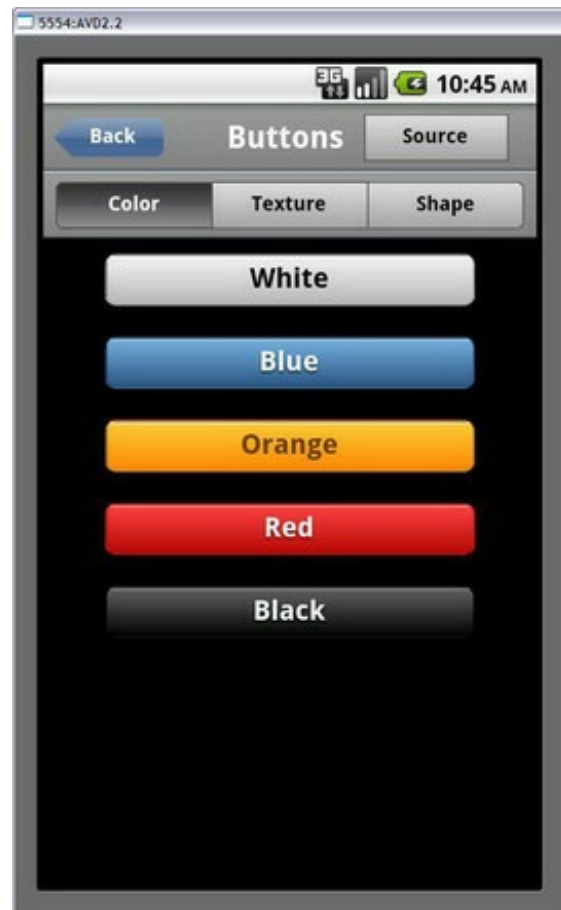 5554:AVD2.2
3G 10:45 AM
Back Buttons Source
Color Texture Shape
White
Blue
Orange
Red
Black